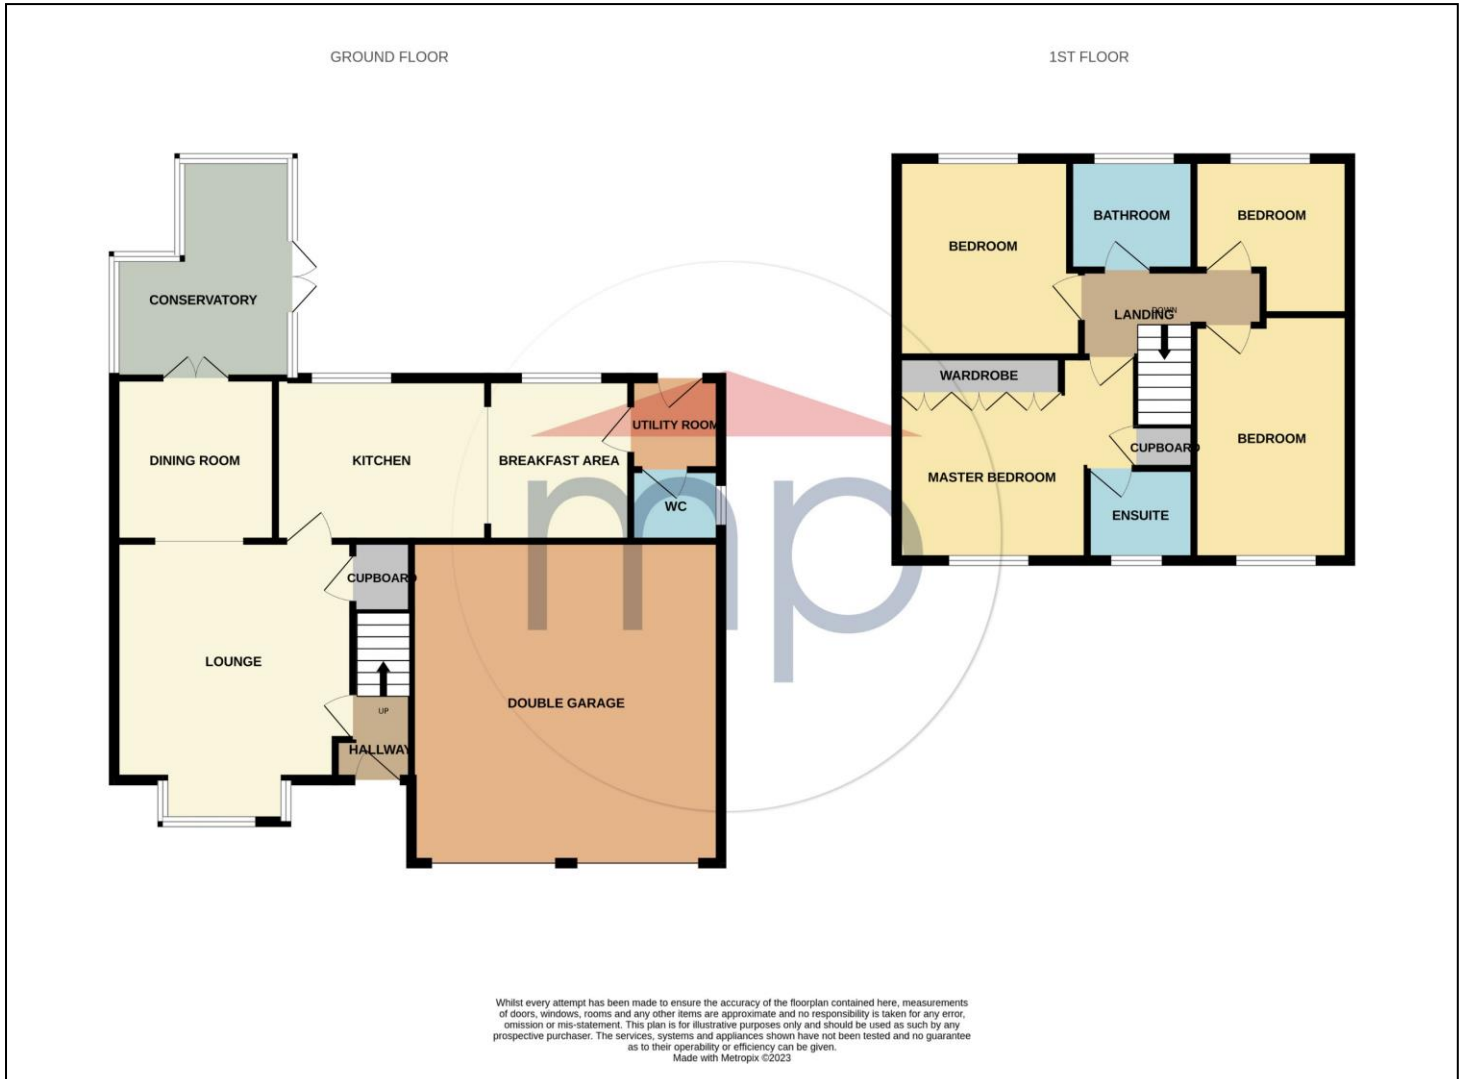 GROUND FLOOR
1ST FLOOR
CONSERVATORY
DINING ROOM
KITCHEN
BREAKFAST AREA
UTILITY ROOM
WC
CUPBOARD
LOUNGE
UP
HALLWAY
DOUBLE GARAGE
BEDROOM
BATHROOM
BEDROOM
LANDING
DOWN
WARDROBE
MASTER BEDROOM
CUPBOARD
BEDROOM
ENSUITE
mp
Whilst every attempt has been made to ensure the accuracy of the floorplan contained here, measurements
of doors, windows, rooms and any other items are approximate and no responsibility is taken for any error,
omission or mis-statement. This plan is for illustrative purposes only and should be used as such by any
prospective purchaser. The services, systems and appliances shown have not been tested and no guarantee
as to their operability or efficiency can be given.
Made with Metropix ©2023